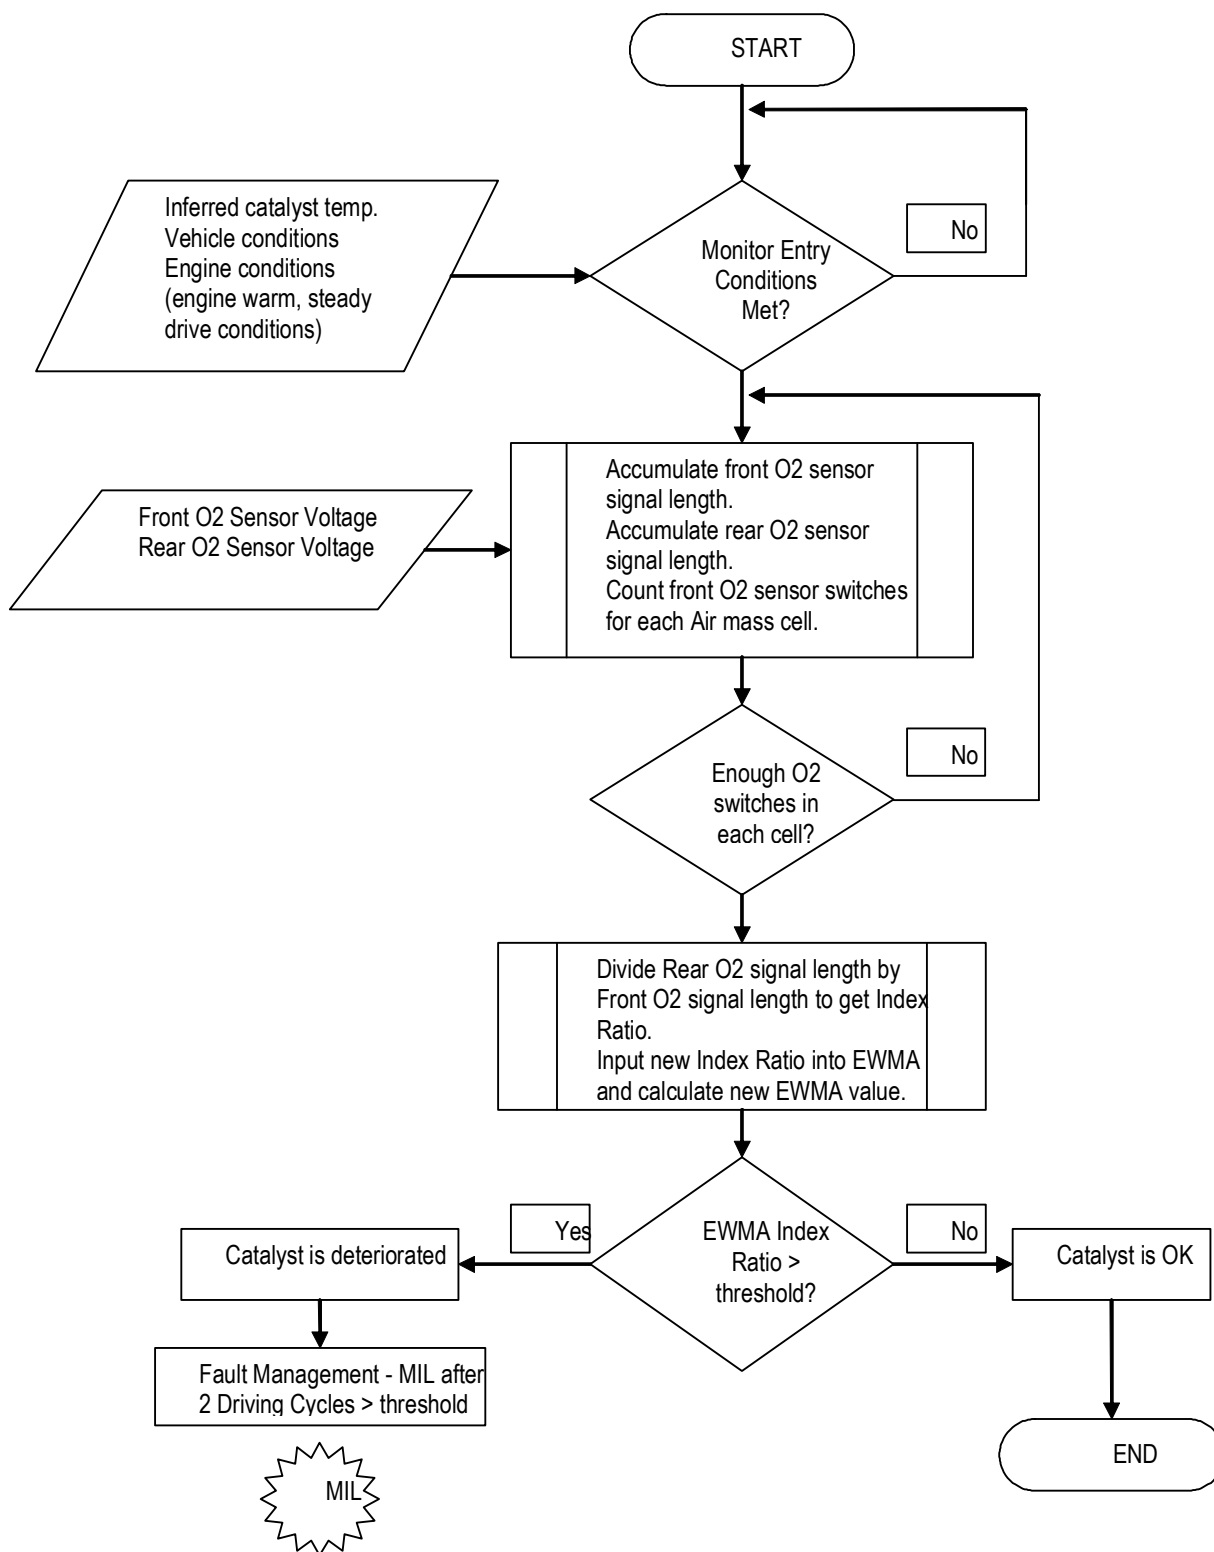 START
No
Inferred catalyst temp.
Vehicle conditions
Engine conditions
(engine warm, steady
drive conditions)
Monitor Entry
Conditions
Met?
Front O2 Sensor Voltage
Rear O2 Sensor Voltage
Accumulate front O2 sensor
signal length.
Accumulate rear O2 sensor
signal length.
Count front O2 sensor switches
for each Air mass cell.
No
Enough O2
switches in
each cell?
Divide Rear O2 signal length by
Front O2 signal length to get Index
Ratio.
Input new Index Ratio into EWMA
and calculate new EWMA value.
Yes
EWMA Index
Ratio >
threshold?
No
Catalyst is deteriorated
Catalyst is OK
Fault Management - MIL after
2 Driving Cycles > threshold
MIL
END